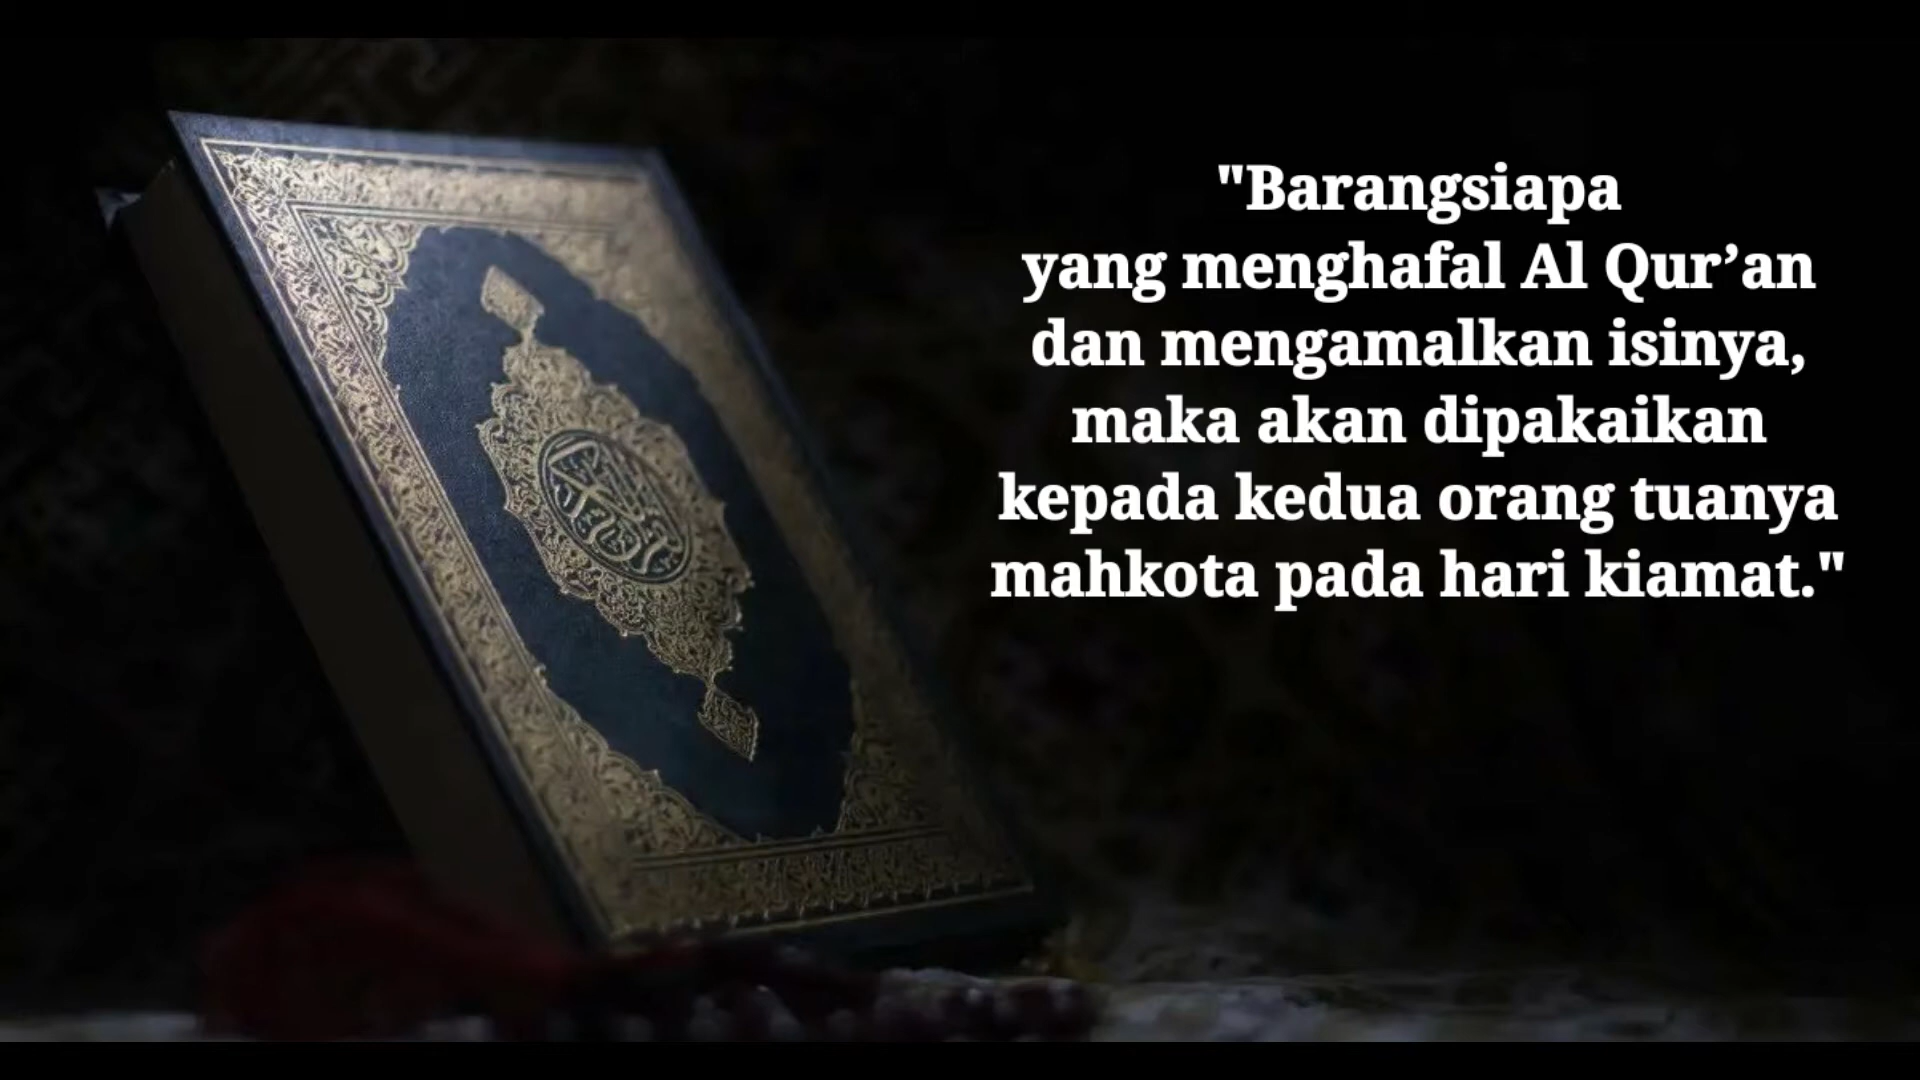 "Barangsiapa
yang menghafal Al Qur’an
dan mengamalkan isinya,
maka akan dipakaikan
kepada kedua orang tuanya
mahkota pada hari kiamat."